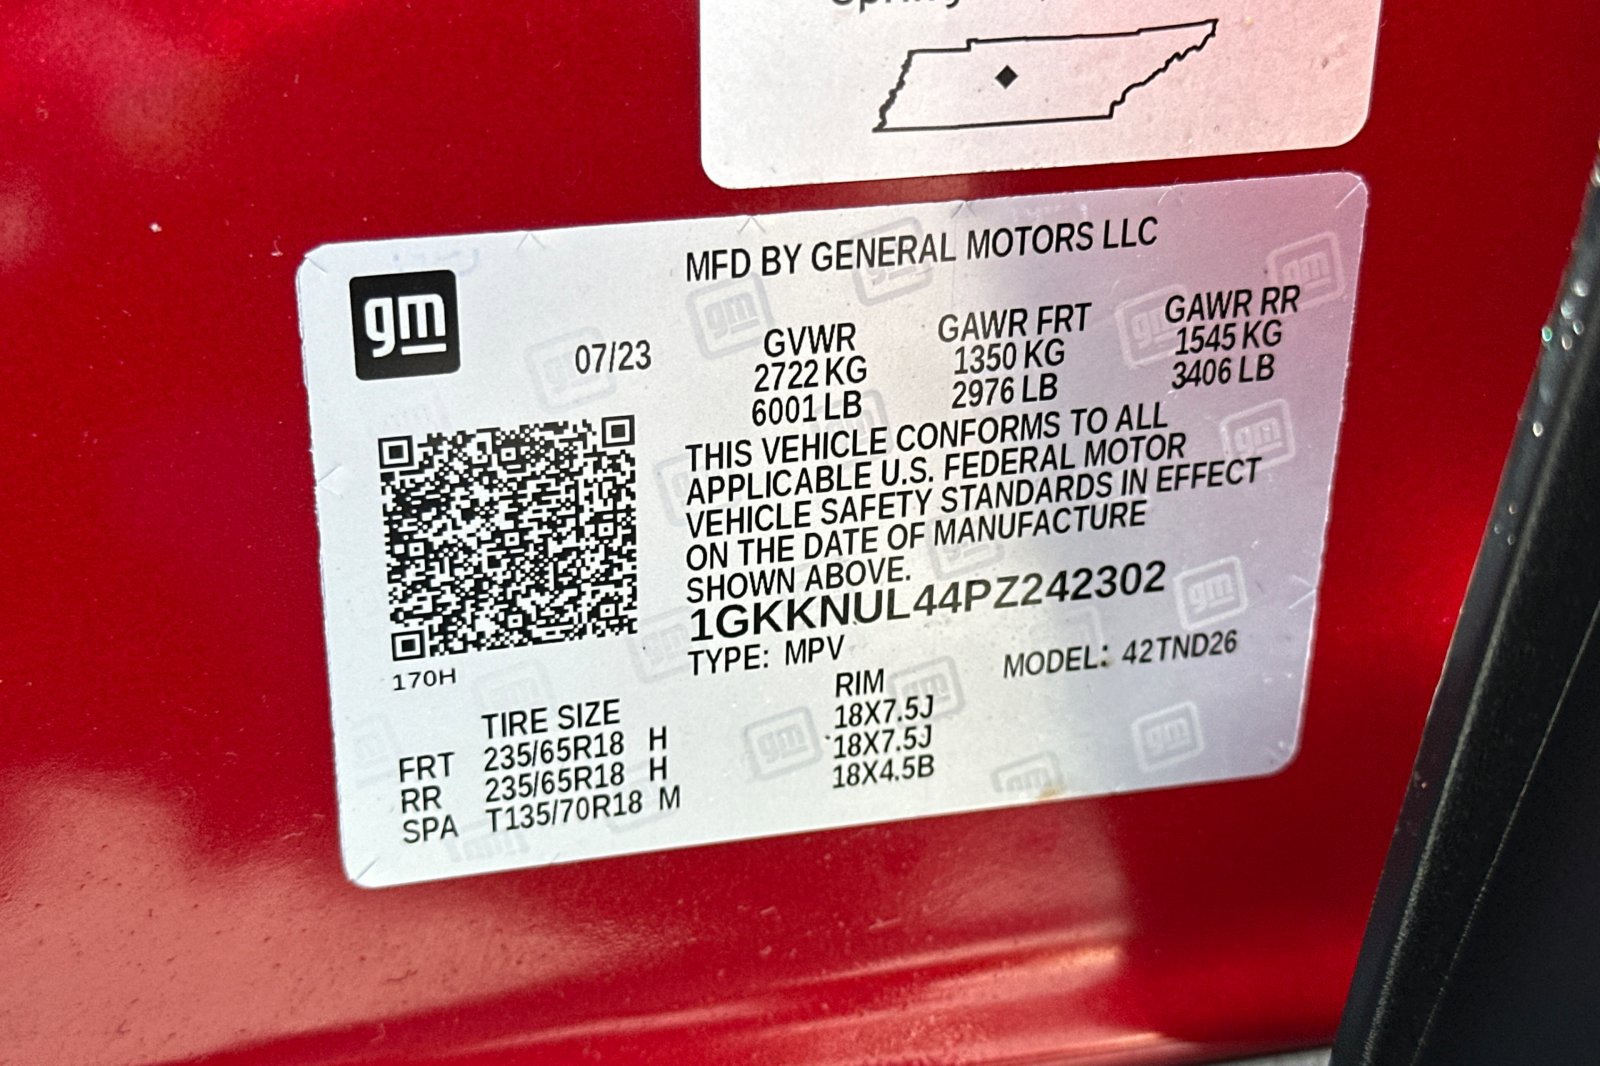 gm
MFD BY GENERAL MOTORS LLC
07/23
GVWR
2722 KG
6001 LB
GAWR FRT
1350 KG
2976 LB
GAWR RR
1545 KG
3406 LB
THIS VEHICLE CONFORMS TO ALL
APPLICABLE U.S. FEDERAL MOTOR
VEHICLE SAFETY STANDARDS IN EFFECT
ON THE DATE OF MANUFACTURE
SHOWN ABOVE.
1GKKNUL44PZ242302
TYPE: MPV MODEL: 42TND26
170H
TIRE SIZE RIM
FRT 235/65R18 H 18X7.5J
RR 235/65R18 H 18X7.5J
SPA T135/70R18 M 18X4.5B